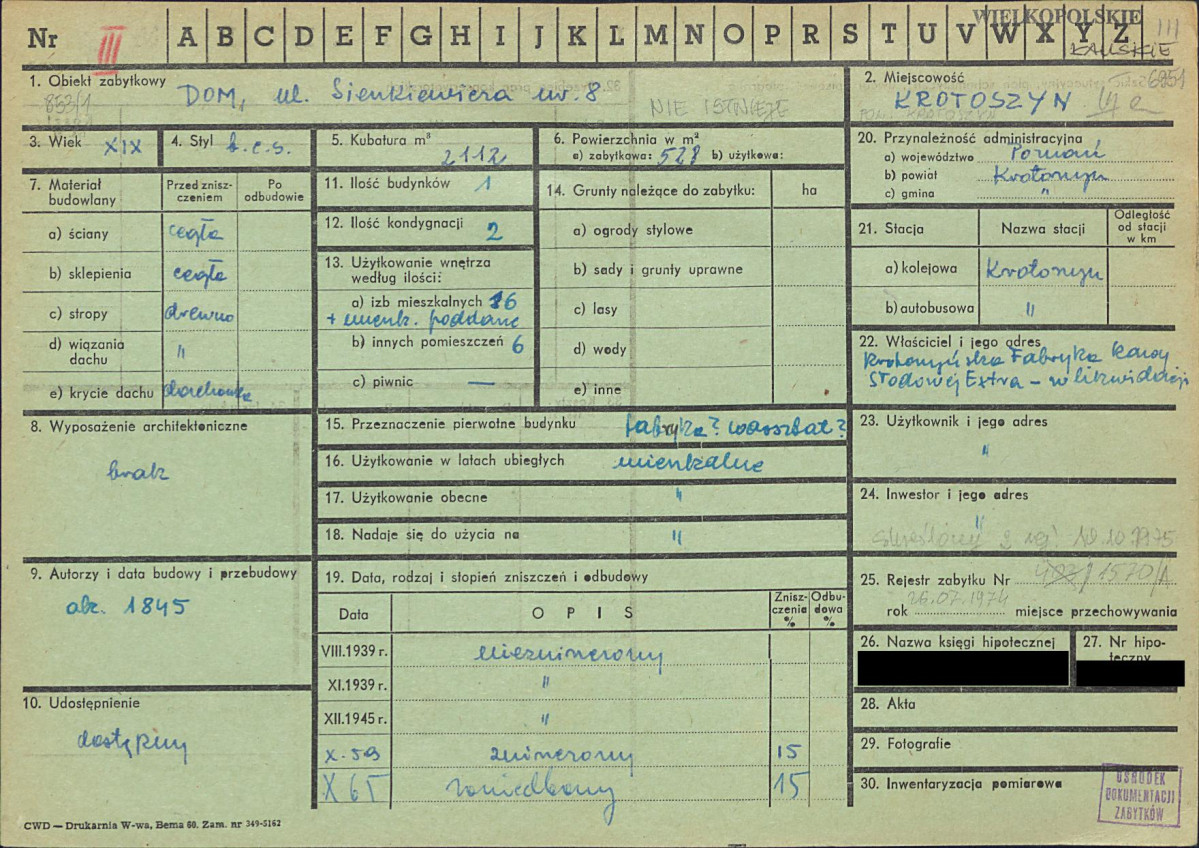 Nr III A B C D E F G H I J K L M N O P R S T U V W X Y Z
WIELKOPOLSKIE
KALISKIE
III
1. Obiekt zabytkowy
853/1
DOM, ul. Sienkiewicza nr. 8
NIE ISTNIEJE
2. Miejscowość
6951
KROTOSZYN
3. Wiek XIX
4. Styl b.c.s.
5. Kubatura m³
2112
6. Powierzchnia w m²
a) zabytkowa: 528 b) użytkowa:
20. Przynależność administracyjna
a) województwo Poznań
b) powiat Krotoszyn
c) gmina "
7. Materiał budowlany
Przed zniszczeniem
Po odbudowie
a) ściany cegła
b) sklepienia cegła
c) stropy drewno
d) wiązania dachu "
e) krycie dachu dachówka
11. Ilość budynków 1
12. Ilość kondygnacji 2
13. Użytkowanie wnętrza według ilości:
a) izb mieszkalnych 16
+ mieszk. poddasze
b) innych pomieszczeń 6
c) piwnic —
14. Grunty należące do zabytku: ha
a) ogrody stylowe
b) sady i grunty uprawne
c) lasy
d) wody
e) inne
21. Stacja
Nazwa stacji
Odległość od stacji w km
a) kolejowa Krotoszyn
b) autobusowa "
22. Właściciel i jego adres
Krotoszyńska Fabryka Kawy
Słodowej Extra – w likwidacji
8. Wyposażenie architektoniczne
brak
15. Przeznaczenie pierwotne budynku fabryka? warsztat?
16. Użytkowanie w latach ubiegłych mieszkalne
17. Użytkowanie obecne "
18. Nadaje się do użycia na "
23. Użytkownik i jego adres
"
24. Inwestor i jego adres
"
skreślony z rej. 10.10.1975
9. Autorzy i data budowy i przebudowy
ok. 1845
19. Data, rodzaj i stopień zniszczeń i odbudowy
Data
OPIS
Zniszczenia %
Odbudowa %
VIII.1939 r. niezniszczony
XI.1939 r. "
XII.1945 r. "
X.59 zniszczony 15
X 65 zaniedbany 15
25. Rejestr zabytku Nr 1570/A
rok 26.07.1974 miejsce przechowywania
26. Nazwa księgi hipotecznej
27. Nr hipoteczny
28. Akta
29. Fotografie
30. Inwentaryzacja pomiarowa
10. Udostępnienie
dostępny
OŚRODEK
DOKUMENTACJI
ZABYTKÓW
CWD — Drukarnia W-wa, Bema 60. Zam. nr 349-5162